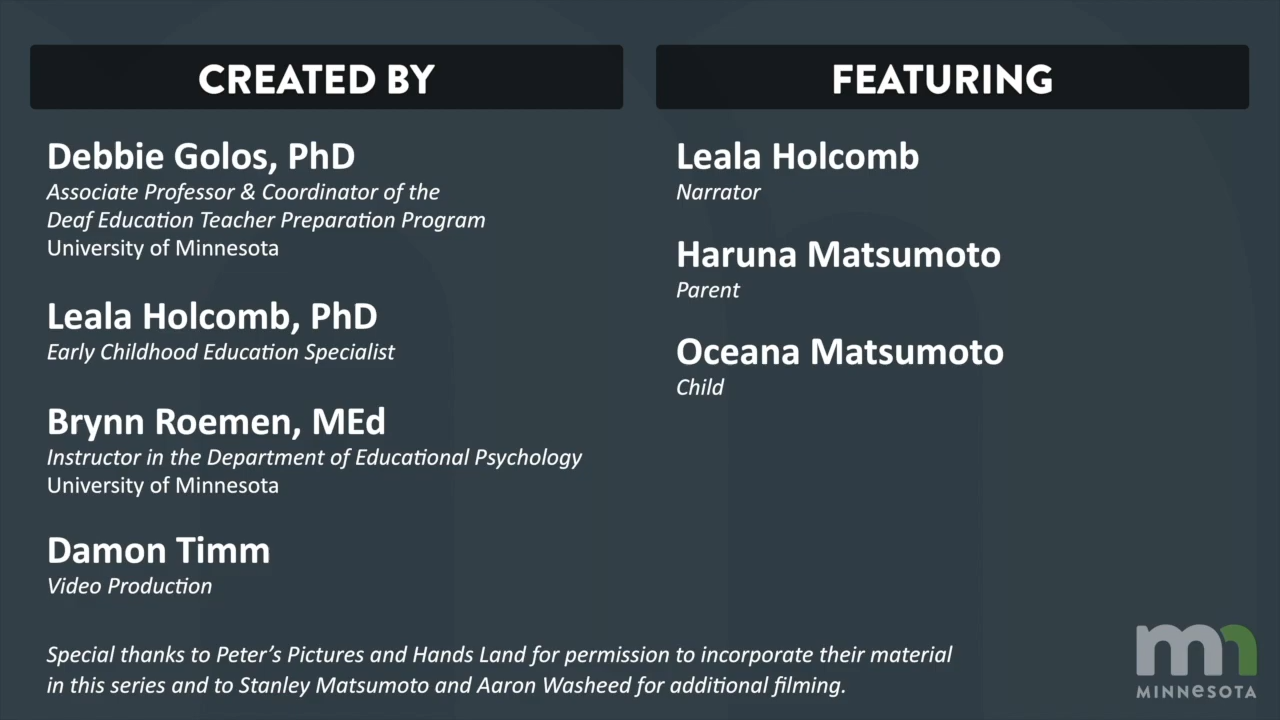 CREATED BY
Debbie Golos, PhD
Associate Professor & Coordinator of the
Deaf Education Teacher Preparation Program
University of Minnesota
Leala Holcomb, PhD
Early Childhood Education Specialist
Brynn Roemen, MEd
Instructor in the Department of Educational Psychology
University of Minnesota
Damon Timm
Video Production
FEATURING
Leala Holcomb
Narrator
Haruna Matsumoto
Parent
Oceana Matsumoto
Child
Special thanks to Peter’s Pictures and Hands Land for permission to incorporate their material
in this series and to Stanley Matsumoto and Aaron Washeed for additional filming.
mn
MINNESOTA